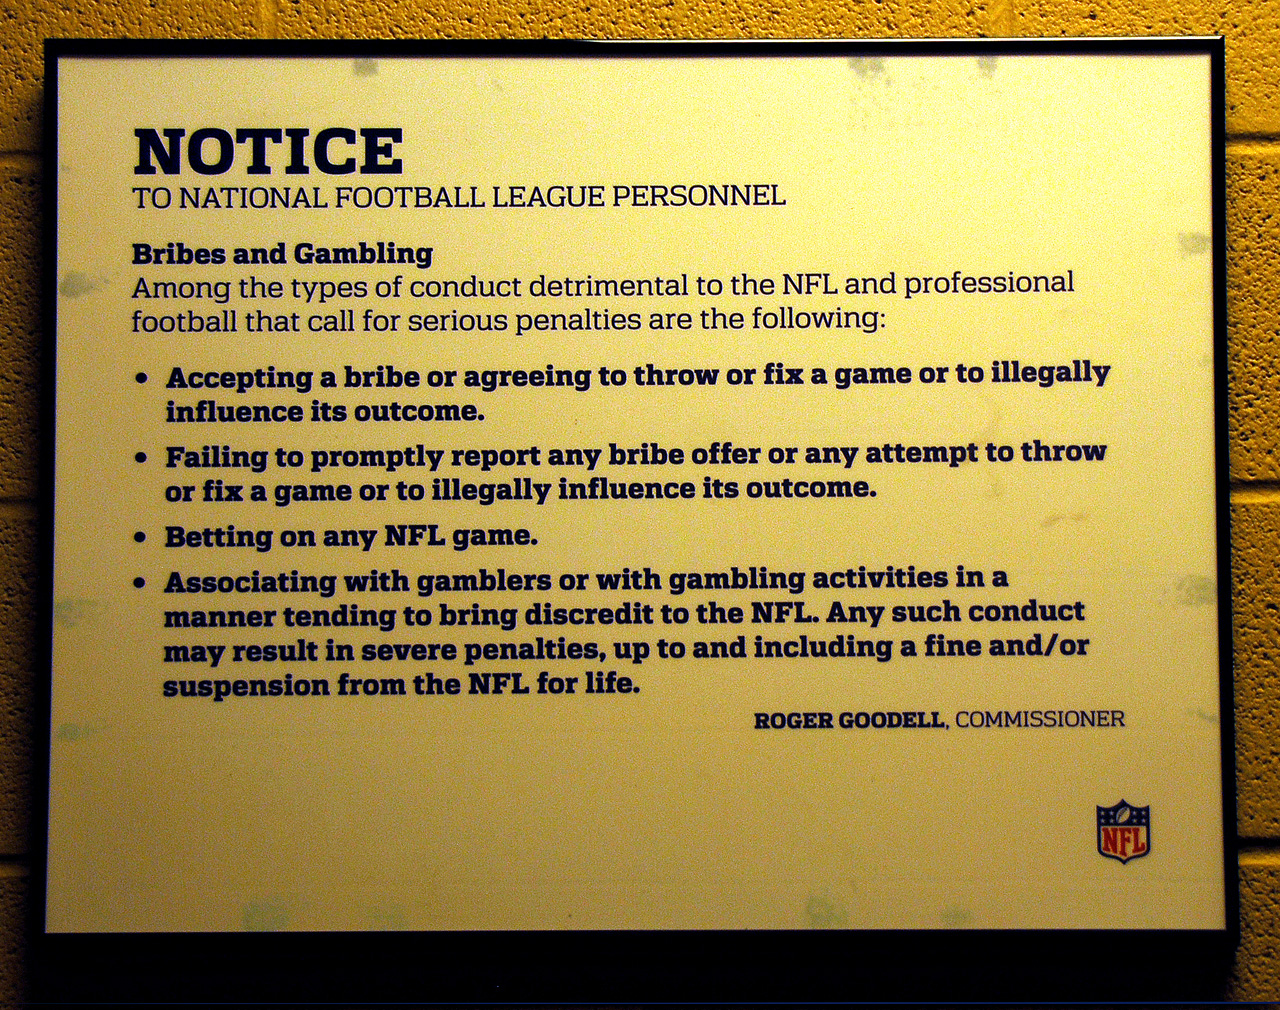 NOTICE
TO NATIONAL FOOTBALL LEAGUE PERSONNEL
Bribes and Gambling
Among the types of conduct detrimental to the NFL and professional
football that call for serious penalties are the following:
• Accepting a bribe or agreeing to throw or fix a game or to illegally
influence its outcome.
• Failing to promptly report any bribe offer or any attempt to throw
or fix a game or to illegally influence its outcome.
• Betting on any NFL game.
• Associating with gamblers or with gambling activities in a
manner tending to bring discredit to the NFL. Any such conduct
may result in severe penalties, up to and including a fine and/or
suspension from the NFL for life.
ROGER GOODELL, COMMISSIONER
NFL